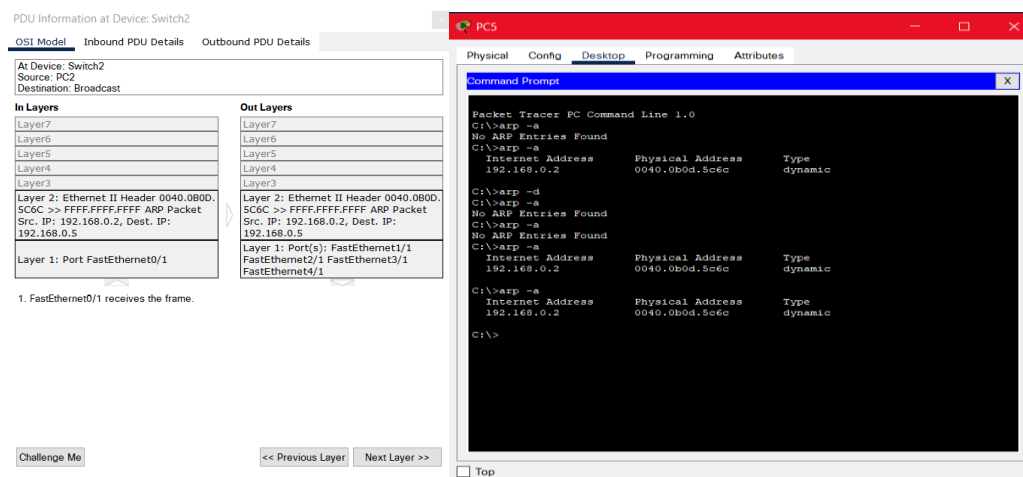 PDU Information at Device: Switch2
OSI Model Inbound PDU Details Outbound PDU Details
At Device: Switch2
Source: PC2
Destination: Broadcast
In Layers
Layer7
Layer6
Layer5
Layer4
Layer3
Layer 2: Ethernet II Header 0040.0B0D.
5C6C >> FFFF.FFFF.FFFF ARP Packet
Src. IP: 192.168.0.2, Dest. IP:
192.168.0.5
Layer 1: Port FastEthernet0/1
Out Layers
Layer7
Layer6
Layer5
Layer4
Layer3
Layer 2: Ethernet II Header 0040.0B0D.
5C6C >> FFFF.FFFF.FFFF ARP Packet
Src. IP: 192.168.0.2, Dest. IP:
192.168.0.5
Layer 1: Port(s): FastEthernet1/1
FastEthernet2/1 FastEthernet3/1
FastEthernet4/1
1. FastEthernet0/1 receives the frame.
Challenge Me << Previous Layer Next Layer >>
PC5
Physical Config Desktop Programming Attributes
Command Prompt X
Packet Tracer PC Command Line 1.0
C:\>arp -a
No ARP Entries Found
C:\>arp -a
Internet Address Physical Address Type
192.168.0.2 0040.0b0d.5c6c dynamic
C:\>arp -d
C:\>arp -a
No ARP Entries Found
C:\>arp -a
No ARP Entries Found
C:\>arp -a
Internet Address Physical Address Type
192.168.0.2 0040.0b0d.5c6c dynamic
C:\>arp -a
Internet Address Physical Address Type
192.168.0.2 0040.0b0d.5c6c dynamic
C:\>
Top